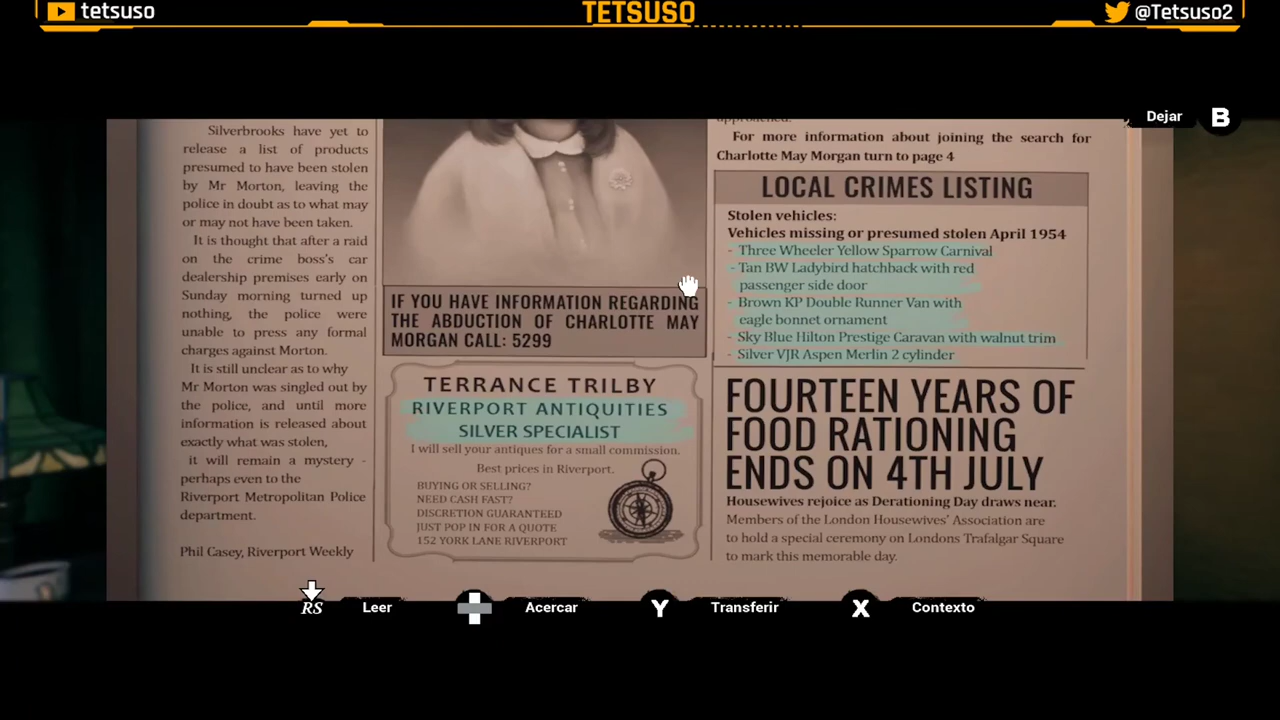 tetsuso
TETSUSO
@Tetsuso2
Dejar B
Silverbrooks have yet to
release a list of products
presumed to have been stolen
by Mr Morton, leaving the
police in doubt as to what may
or may not have been taken.
It is thought that after a raid
on the crime boss's car
dealership premises early on
Sunday morning turned up
nothing, the police were
unable to press any formal
charges against Morton.
It is still unclear as to why
Mr Morton was singled out by
the police, and until more
information is released about
exactly what was stolen,
it will remain a mystery -
perhaps even to the
Riverport Metropolitan Police
department.
Phil Casey, Riverport Weekly
IF YOU HAVE INFORMATION REGARDING
THE ABDUCTION OF CHARLOTTE MAY
MORGAN CALL: 5299
TERRANCE TRILBY
RIVERPORT ANTIQUITIES
SILVER SPECIALIST
I will sell your antiques for a small commission.
Best prices in Riverport.
BUYING OR SELLING?
NEED CASH FAST?
DISCRETION GUARANTEED
JUST POP IN FOR A QUOTE
152 YORK LANE RIVERPORT
approached.
For more information about joining the search for
Charlotte May Morgan turn to page 4
LOCAL CRIMES LISTING
Stolen vehicles:
Vehicles missing or presumed stolen April 1954
- Three Wheeler Yellow Sparrow Carnival
- Tan BW Ladybird hatchback with red
passenger side door
- Brown KP Double Runner Van with
eagle bonnet ornament
- Sky Blue Hilton Prestige Caravan with walnut trim
- Silver VJR Aspen Merlin 2 cylinder
FOURTEEN YEARS OF
FOOD RATIONING
ENDS ON 4TH JULY
Housewives rejoice as Derationing Day draws near.
Members of the London Housewives' Association are
to hold a special ceremony on Londons Trafalgar Square
to mark this memorable day.
RS Leer Acercar Y Transferir X Contexto